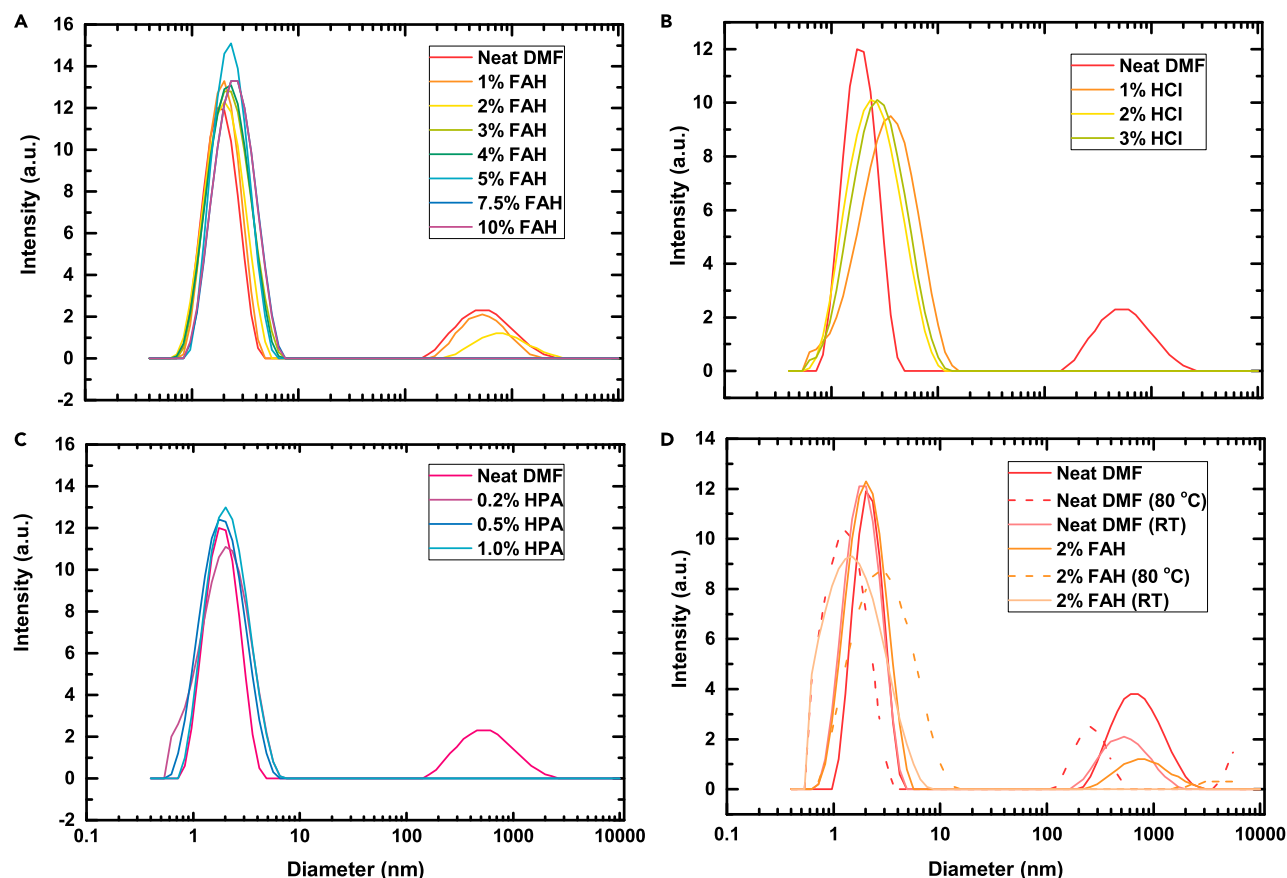 A
16
14
12
10
8
6
4
2
0
-2
Intensity (a.u.)
Neat DMF
1% FAH
2% FAH
3% FAH
4% FAH
5% FAH
7.5% FAH
10% FAH
B
12
10
8
6
4
2
0
Intensity (a.u.)
Neat DMF
1% HCl
2% HCl
3% HCl
C
16
14
12
10
8
6
4
2
0
-2
Intensity (a.u.)
Neat DMF
0.2% HPA
0.5% HPA
1.0% HPA
0.1 1 10 100 1000 10000
Diameter (nm)
D
14
12
10
8
6
4
2
0
Intensity (a.u.)
Neat DMF
Neat DMF (80 °C)
Neat DMF (RT)
2% FAH
2% FAH (80 °C)
2% FAH (RT)
0.1 1 10 100 1000 10000
Diameter (nm)